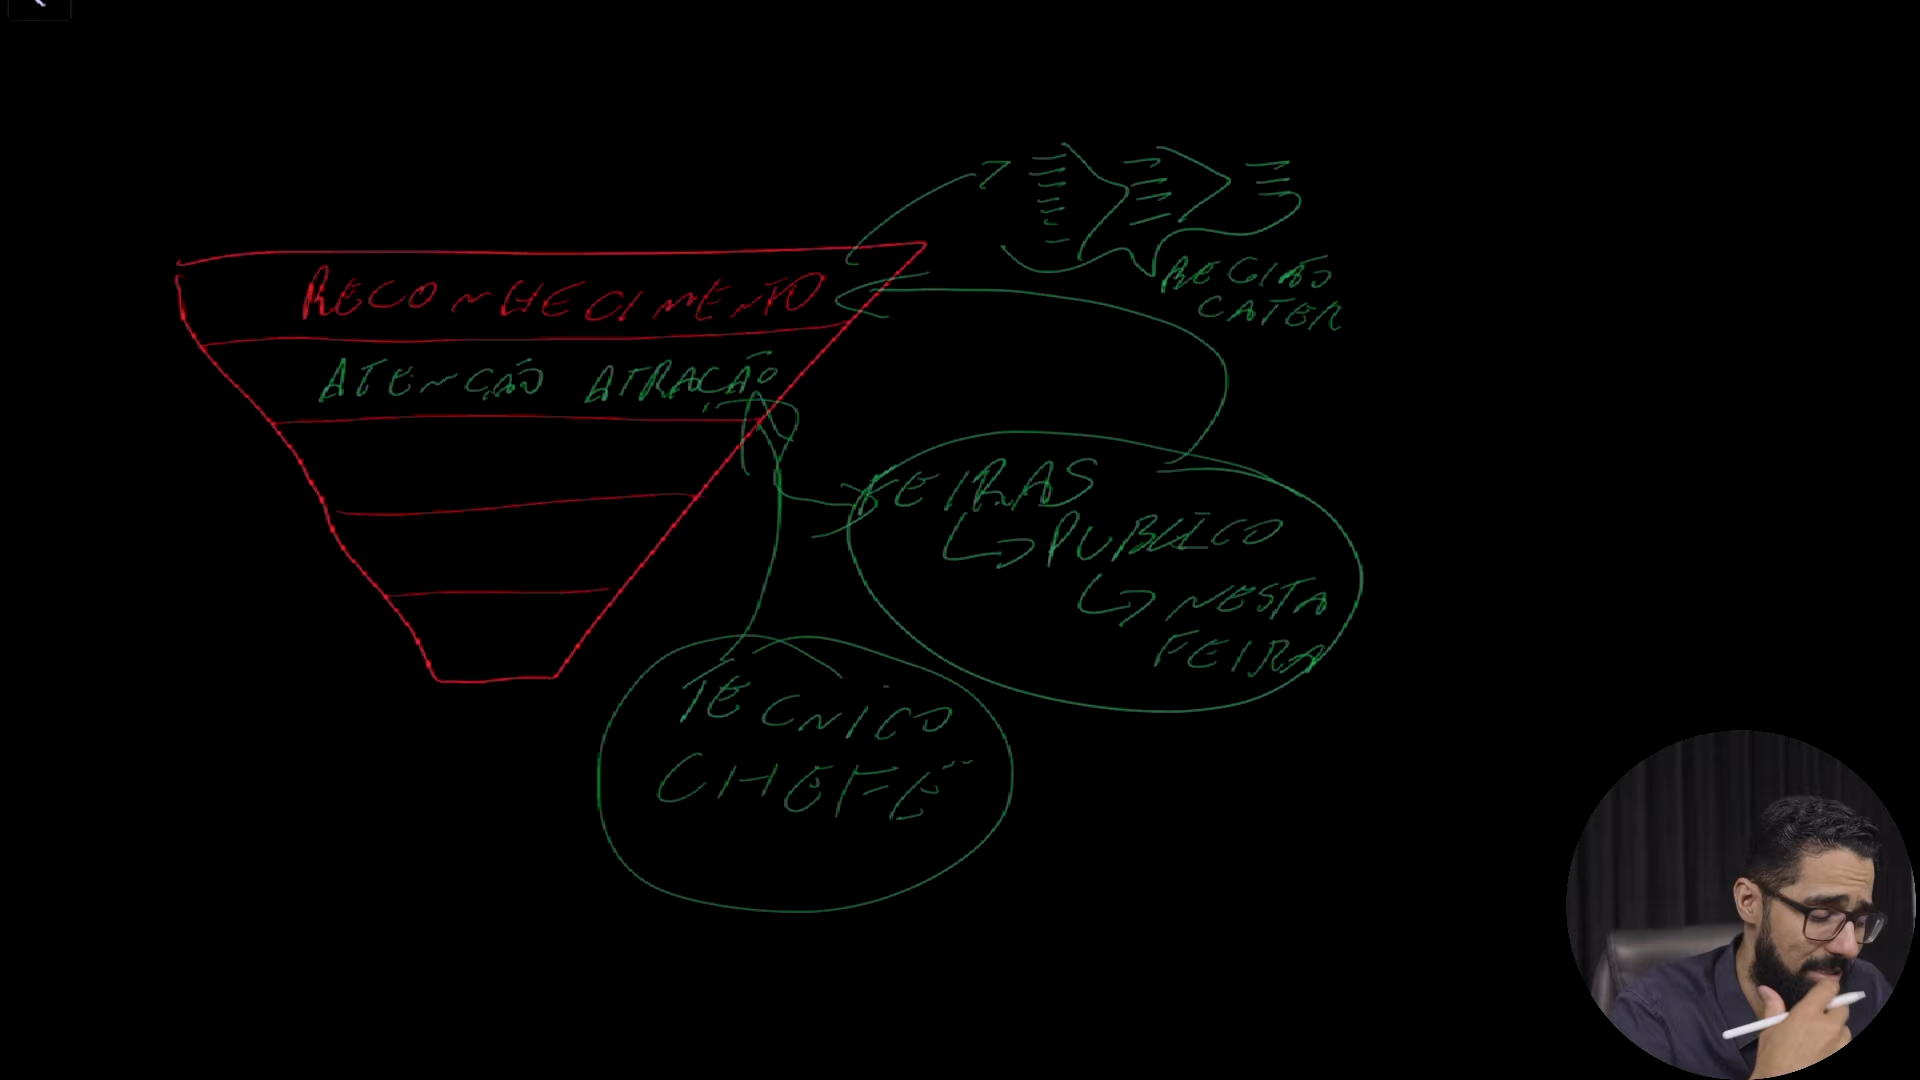 RECONHECIMENTO
ATENÇÃO ATRAÇÃO
REGIÃO
CATER
FEIRAS
PUBLICO
NESTA
FEIRA
TECNICO
CHEFE